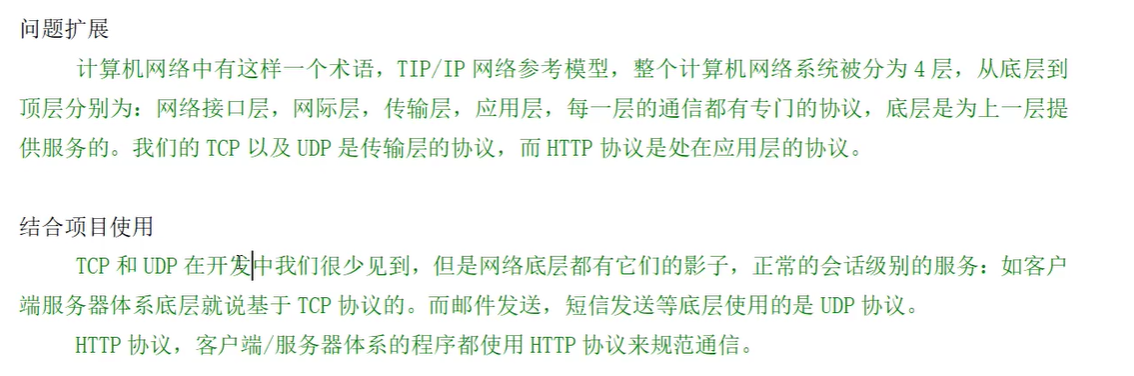 问题扩展
计算机网络中有这样一个术语，TIP/IP 网络参考模型，整个计算机网络系统被分为 4 层，从底层到
顶层分别为：网络接口层，网际层，传输层，应用层，每一层的通信都有专门的协议，底层是为上一层提
供服务的。我们的 TCP 以及 UDP 是传输层的协议，而 HTTP 协议是处在应用层的协议。
结合项目使用
TCP 和 UDP 在开发中我们很少见到，但是网络底层都有它们的影子，正常的会话级别的服务：如客户
端服务器体系底层就说基于 TCP 协议的。而邮件发送，短信发送等底层使用的是 UDP 协议。
HTTP 协议，客户端/服务器体系的程序都使用 HTTP 协议来规范通信。